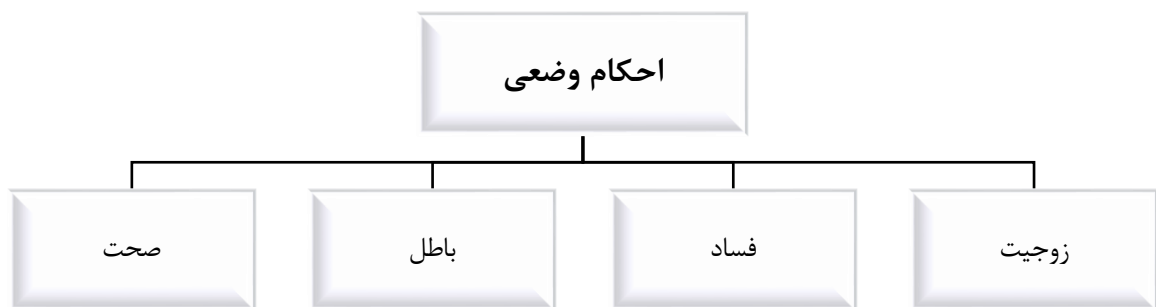 احکام وضعی
زوجیت
فساد
باطل
صحت